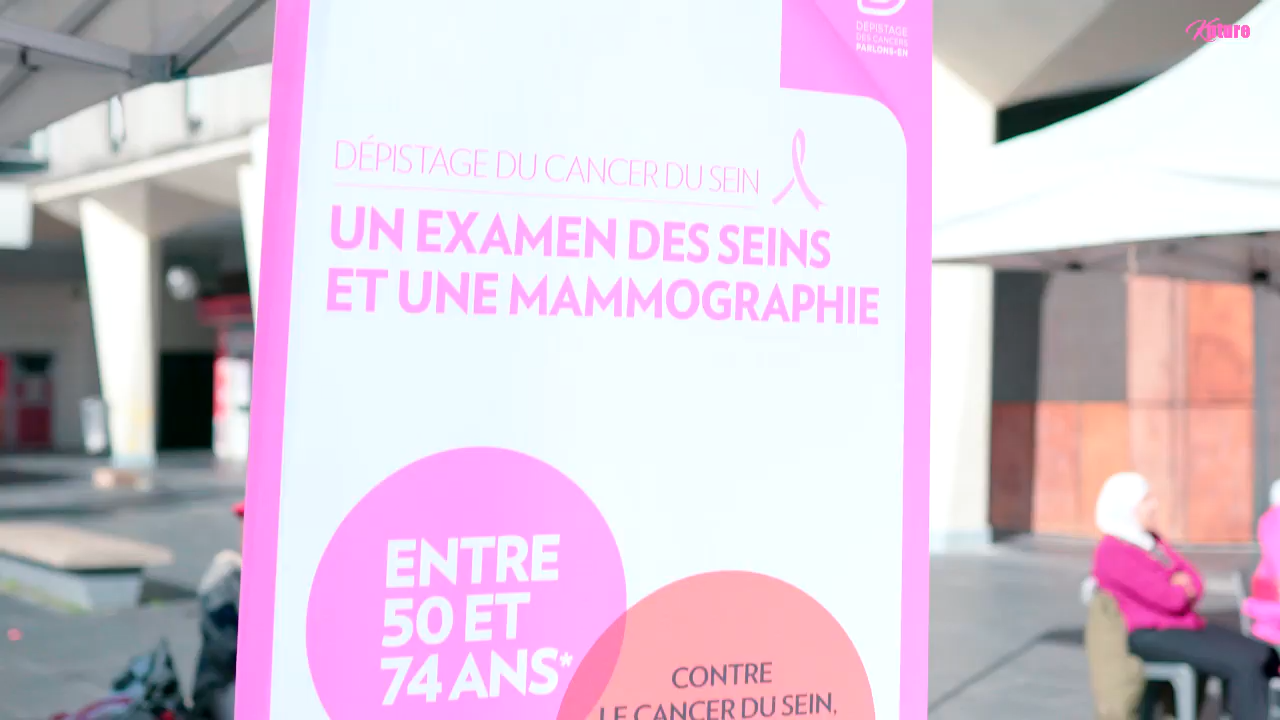 DÉPISTAGE
DES CANCERS
PARLONS-EN
Kuture
DÉPISTAGE DU CANCER DU SEIN
UN EXAMEN DES SEINS
ET UNE MAMMOGRAPHIE
ENTRE
50 ET
74 ANS*
CONTRE
LE CANCER DU SEIN,